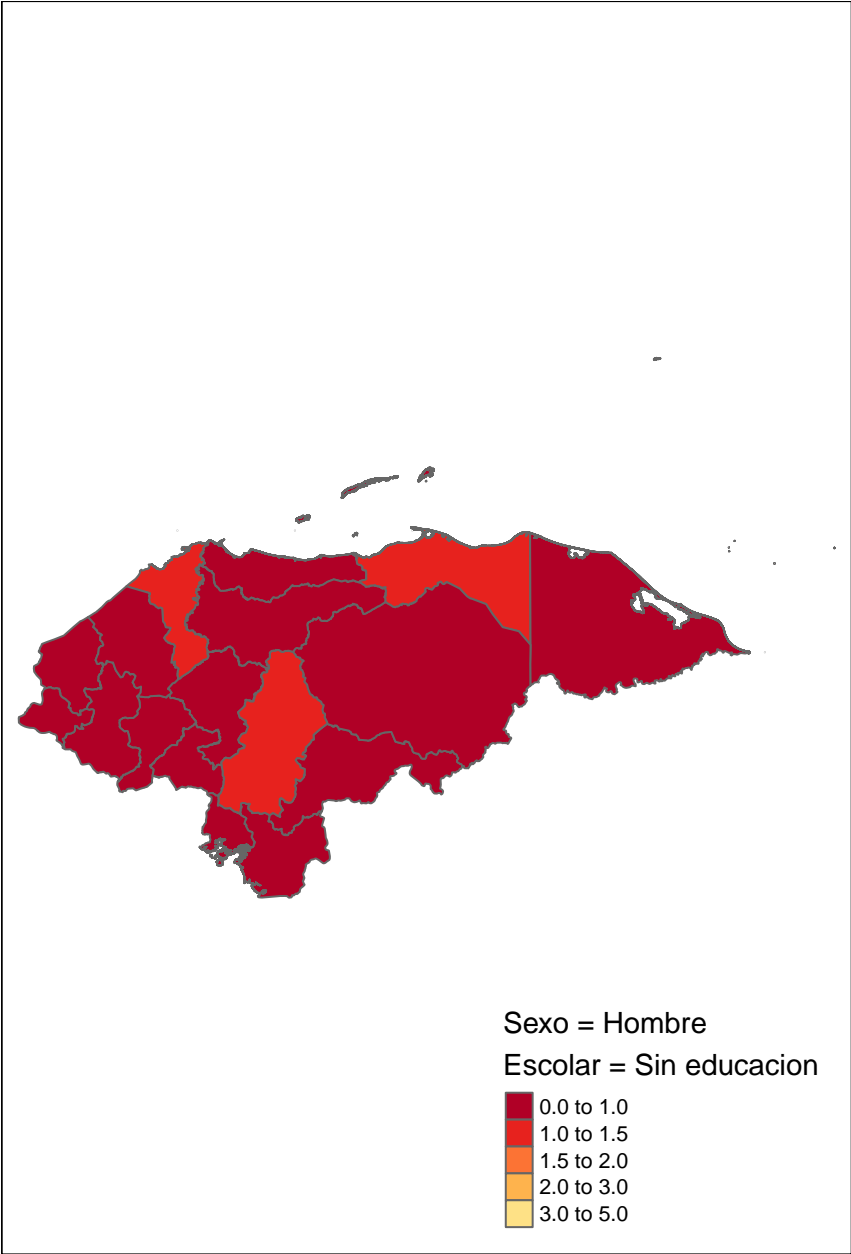 Sexo = Hombre
Escolar = Sin educacion
0.0 to 1.0
1.0 to 1.5
1.5 to 2.0
2.0 to 3.0
3.0 to 5.0